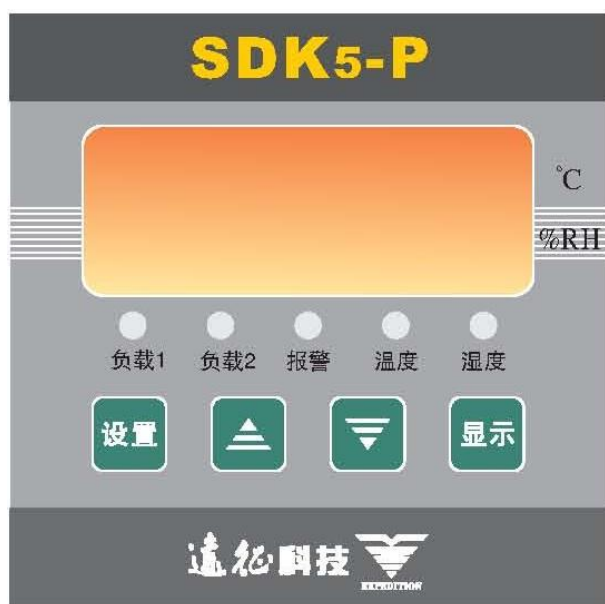 SDK5-P
℃
%RH
负载1 负载2 报警 温度 湿度
设置 显示
远征科技
EXPEDITION